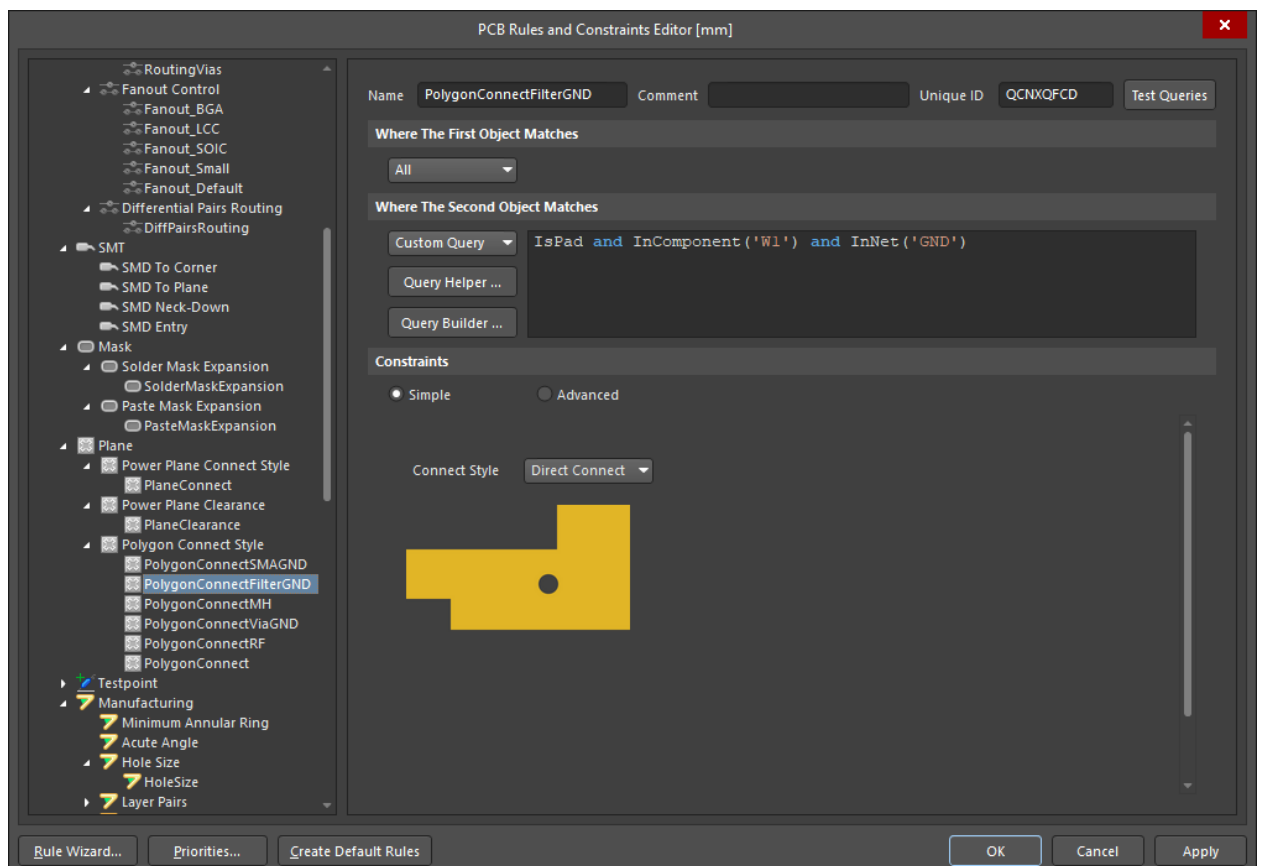 PCB Rules and Constraints Editor [mm]
RoutingVias
Fanout Control
Fanout_BGA
Fanout_LCC
Fanout_SOIC
Fanout_Small
Fanout_Default
Differential Pairs Routing
DiffPairsRouting
SMT
SMD To Corner
SMD To Plane
SMD Neck-Down
SMD Entry
Mask
Solder Mask Expansion
SolderMaskExpansion
Paste Mask Expansion
PasteMaskExpansion
Plane
Power Plane Connect Style
PlaneConnect
Power Plane Clearance
PlaneClearance
Polygon Connect Style
PolygonConnectSMAGND
PolygonConnectFilterGND
PolygonConnectMH
PolygonConnectViaGND
PolygonConnectRF
PolygonConnect
Testpoint
Manufacturing
Minimum Annular Ring
Acute Angle
Hole Size
HoleSize
Layer Pairs
Name PolygonConnectFilterGND Comment Unique ID QCNXQFCD Test Queries
Where The First Object Matches
All
Where The Second Object Matches
Custom Query IsPad and InComponent('W1') and InNet('GND')
Query Helper ...
Query Builder ...
Constraints
Simple Advanced
Connect Style Direct Connect
Rule Wizard... Priorities... Create Default Rules OK Cancel Apply